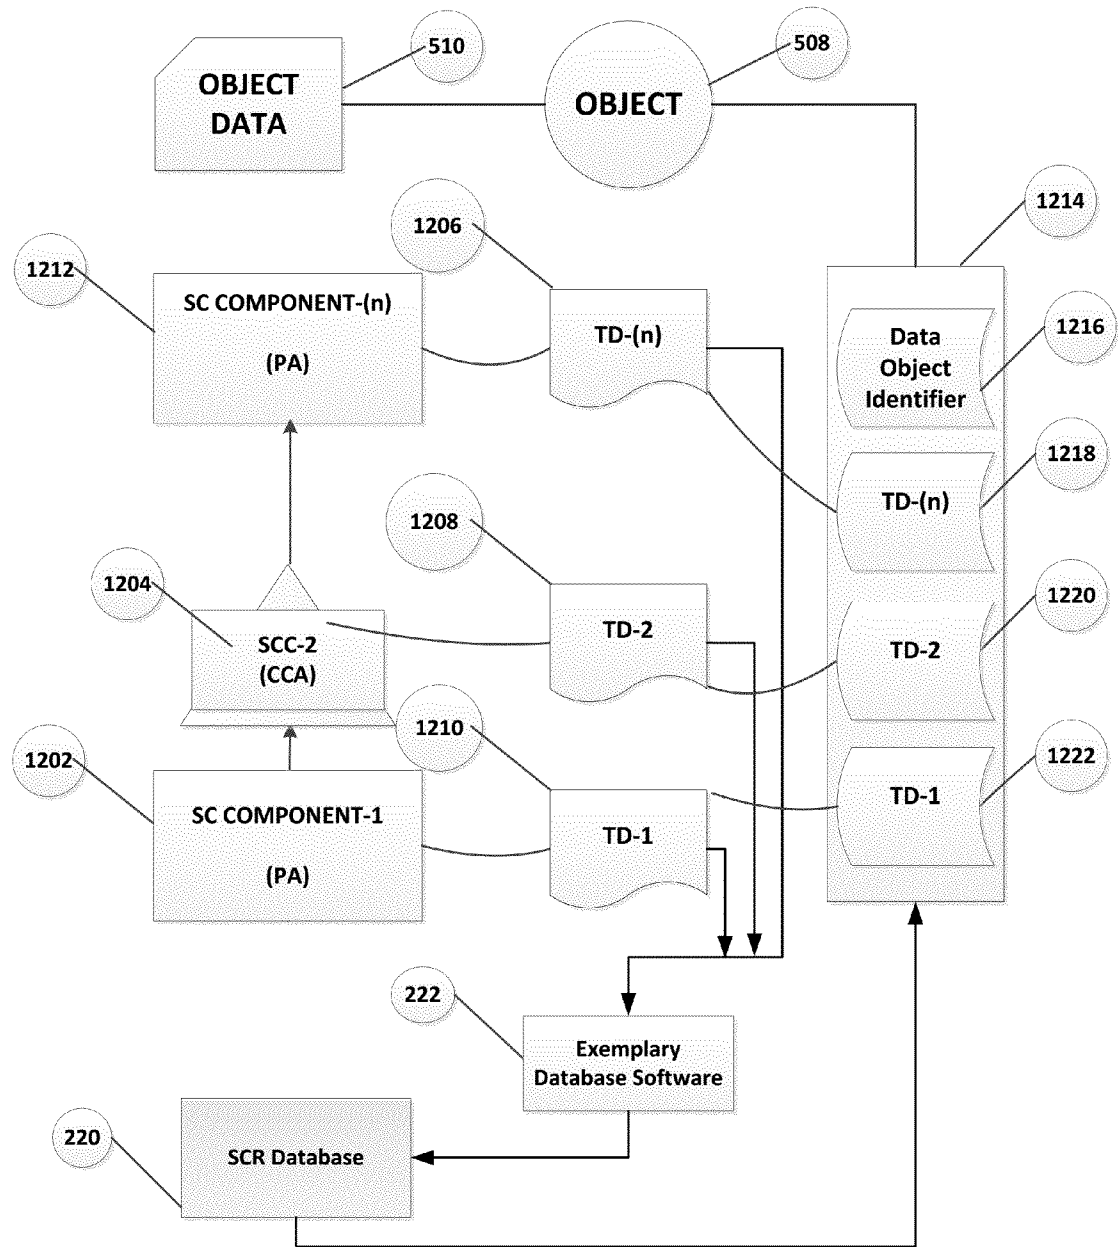 510
508
OBJECT
DATA
OBJECT
1214
1206
1212
SC COMPONENT-(n)
(PA)
TD-(n)
Data
Object
Identifier
1216
1218
TD-(n)
1208
1204
SCC-2
(CCA)
TD-2
1220
TD-2
1210
1202
SC COMPONENT-1
(PA)
TD-1
1222
TD-1
222
Exemplary
Database Software
220
SCR Database